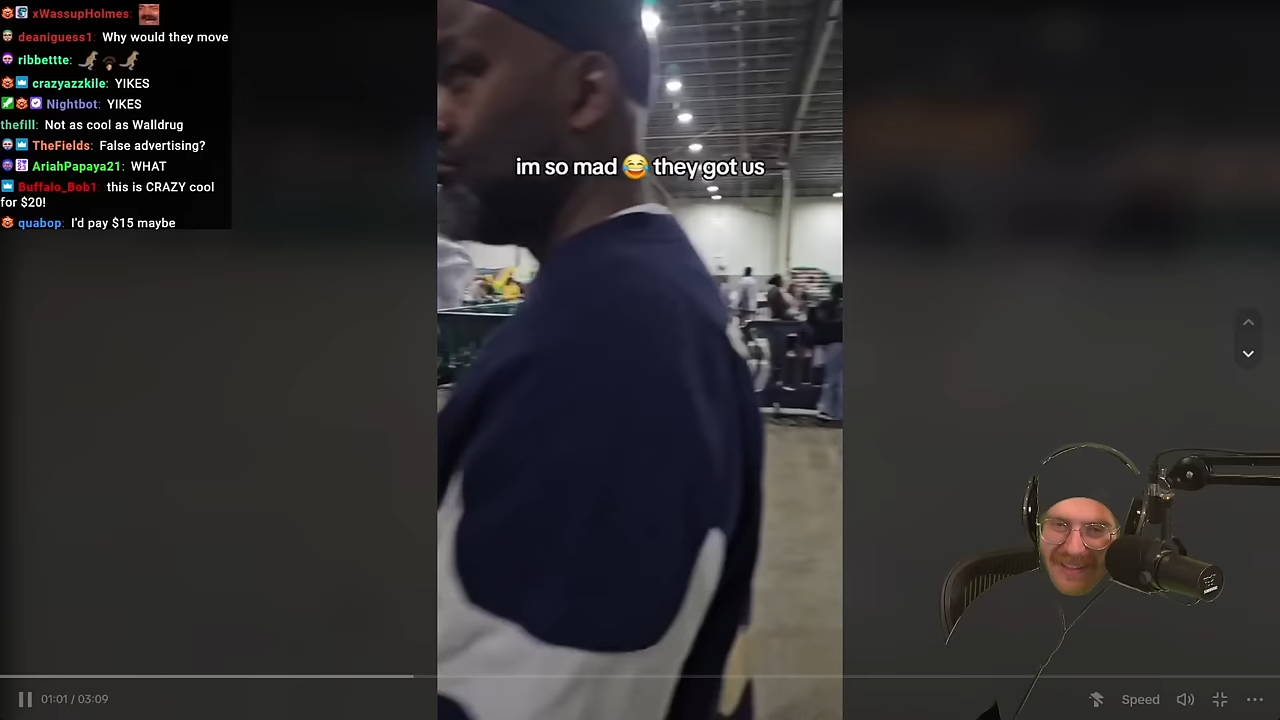 xWassupHolmes:
deaniguess1: Why would they move
ribbettte:
crazyazzkile: YIKES
Nightbot: YIKES
thefill: Not as cool as Walldrug
TheFields: False advertising?
AriahPapaya21: WHAT
Buffalo_Bob1 this is CRAZY cool
for $20!
quabop: I'd pay $15 maybe
im so mad 😂 they got us
01:01 / 03:09
Speed